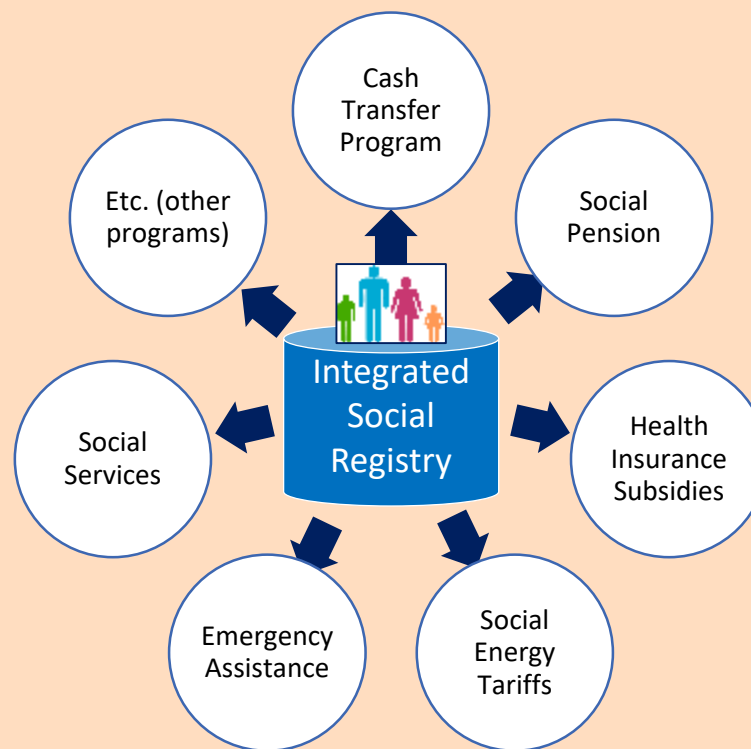 Cash
Transfer
Program
Etc. (other
programs)
Social
Pension
Integrated
Social
Registry
Social
Services
Health
Insurance
Subsidies
Emergency
Assistance
Social
Energy
Tariffs